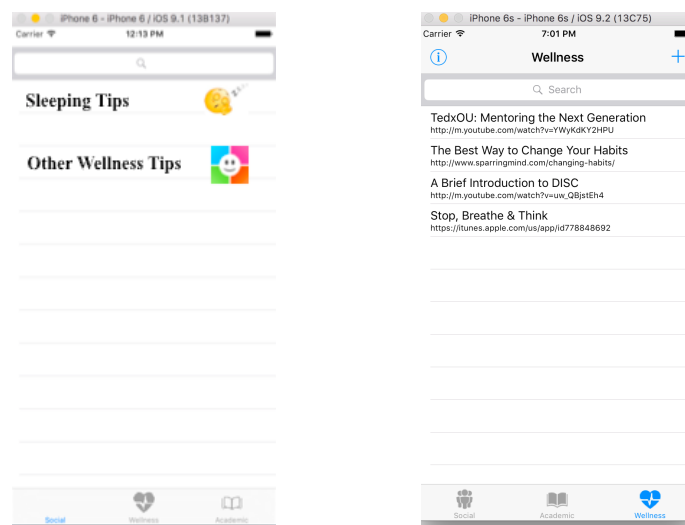 iPhone 6 - iPhone 6 / iOS 9.1 (13B137)
Carrier 12:13 PM
Sleeping Tips
Other Wellness Tips
Social Wellness Academic
iPhone 6s - iPhone 6s / iOS 9.2 (13C75)
Carrier 7:01 PM
Wellness
Search
TedxOU: Mentoring the Next Generation
http://m.youtube.com/watch?v=YWyKdKY2HPU
The Best Way to Change Your Habits
http://www.sparringmind.com/changing-habits/
A Brief Introduction to DISC
http://m.youtube.com/watch?v=uw_QBjstEh4
Stop, Breathe & Think
https://itunes.apple.com/us/app/id778848692
Social Academic Wellness